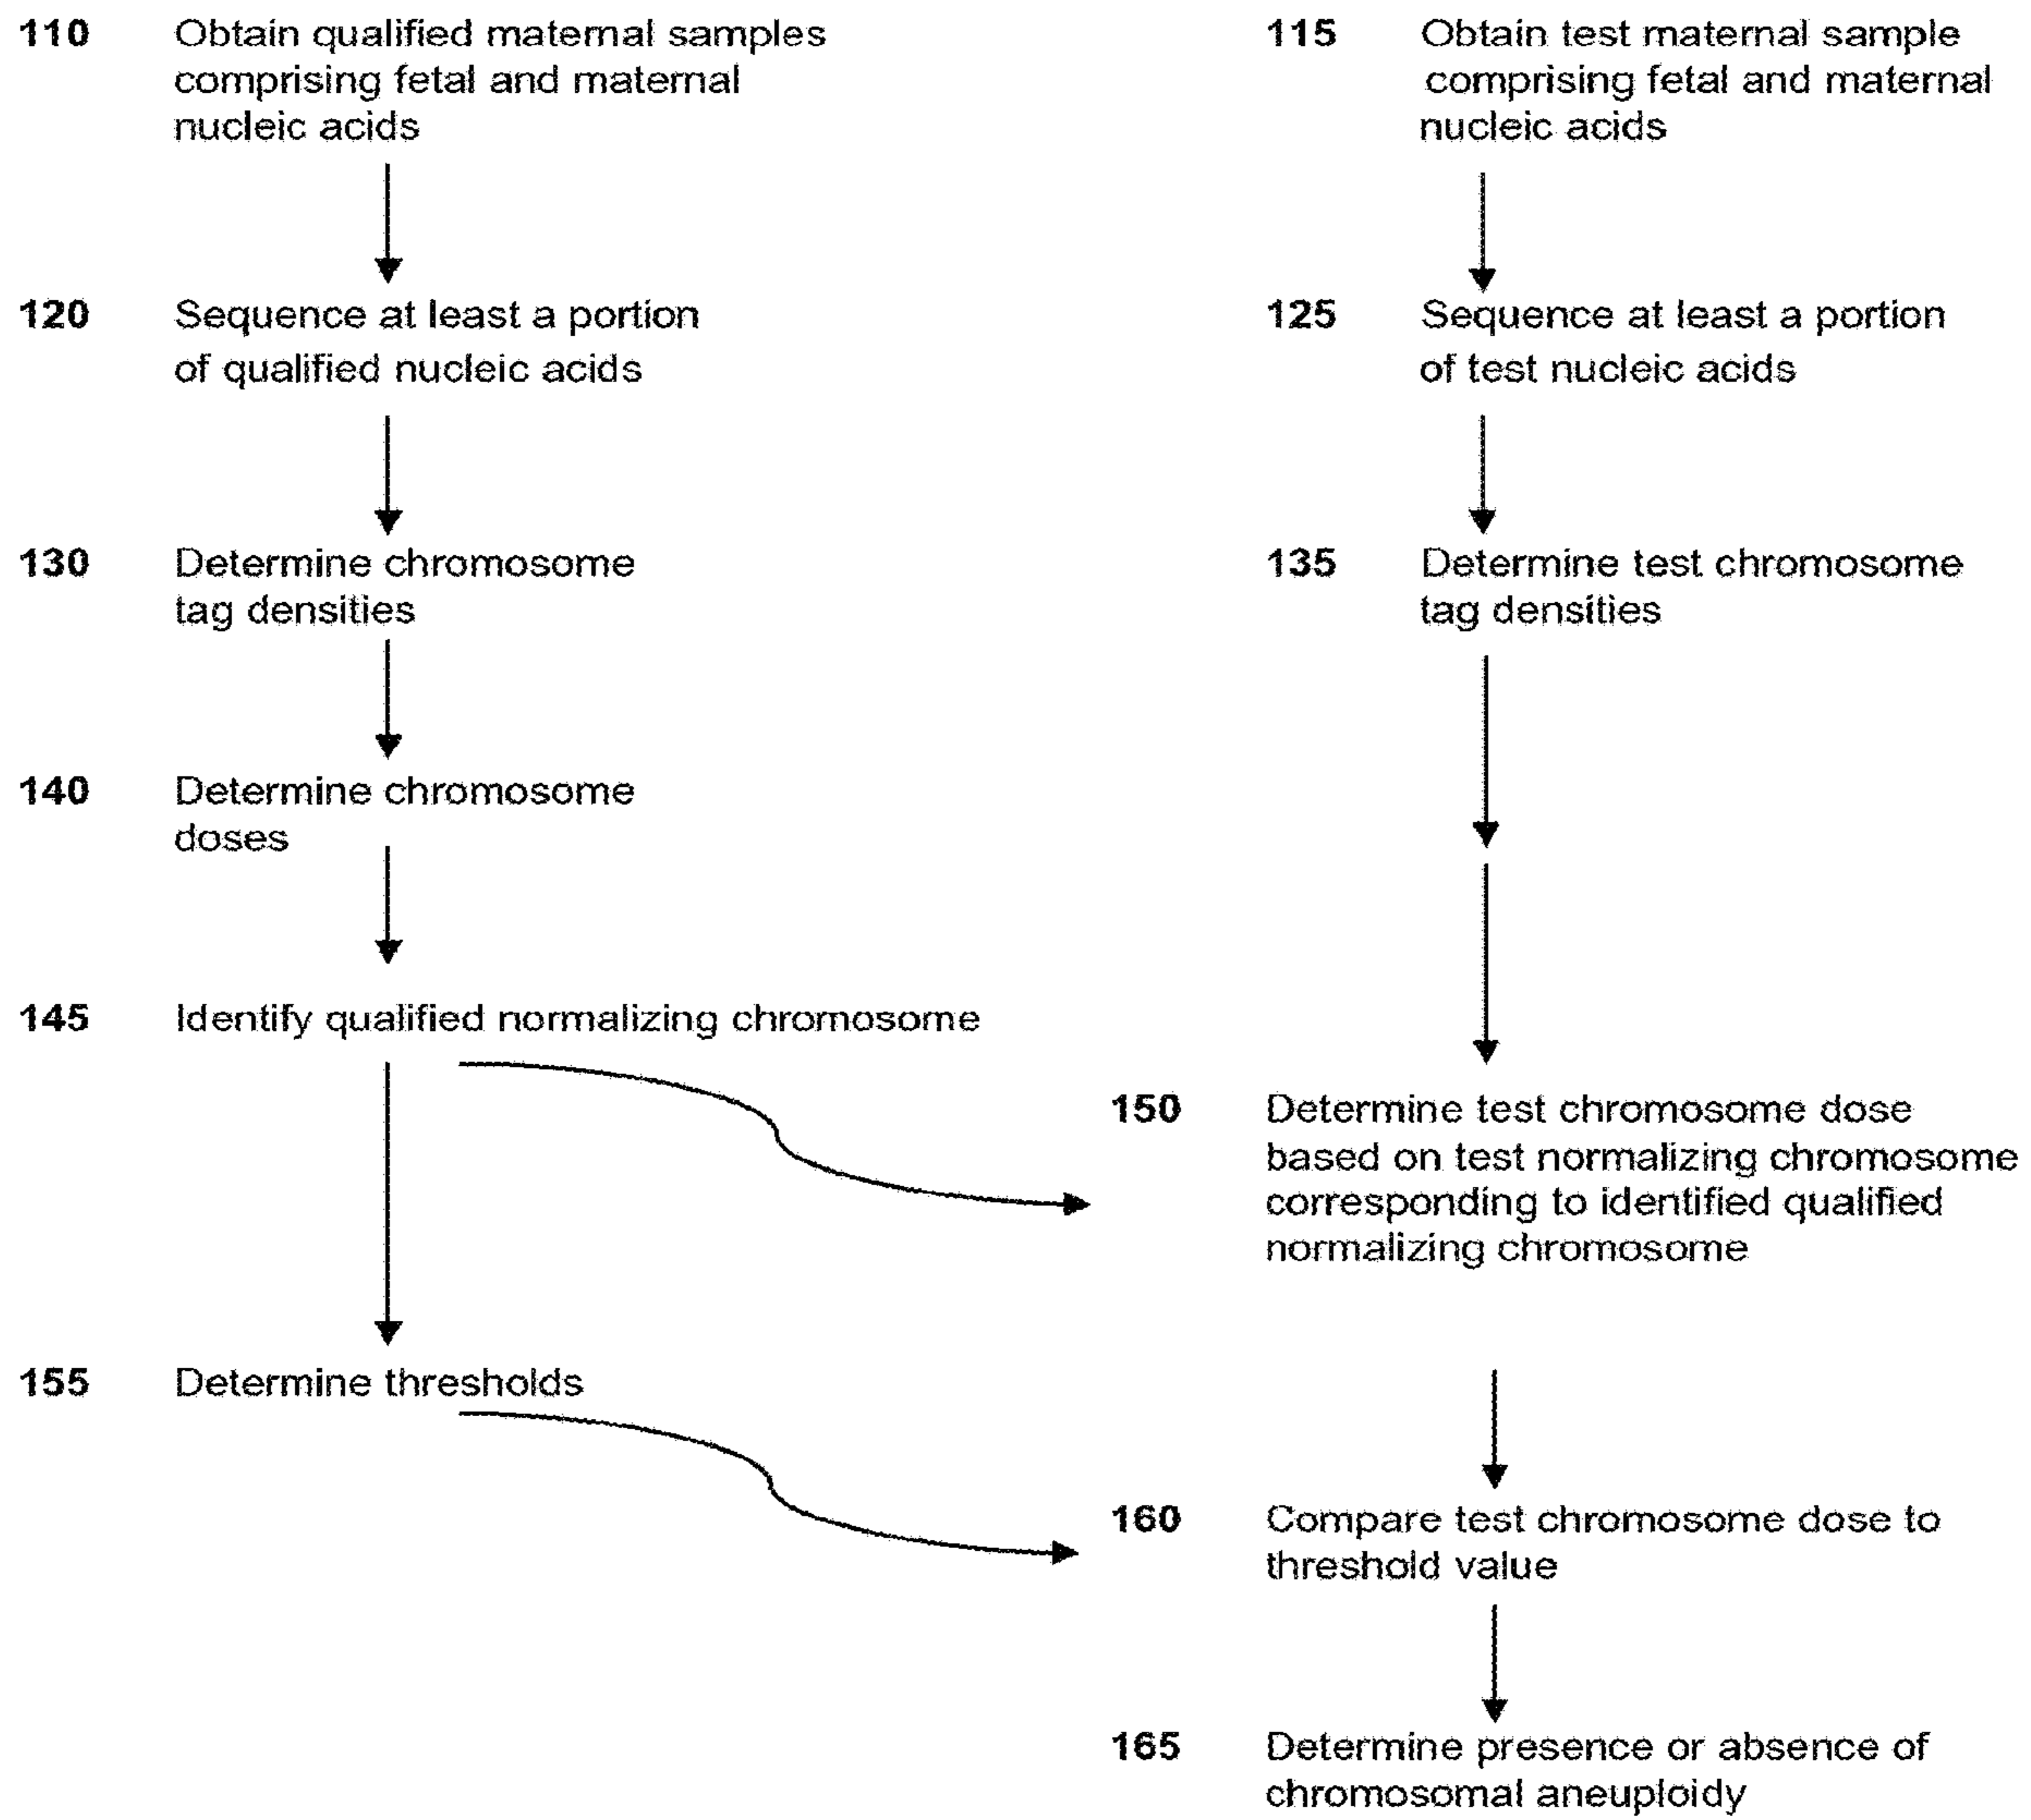 110 Obtain qualified maternal samples
comprising fetal and maternal
nucleic acids
120 Sequence at least a portion
of qualified nucleic acids
130 Determine chromosome
tag densities
140 Determine chromosome
doses
145 Identify qualified normalizing chromosome
155 Determine thresholds
115 Obtain test maternal sample
comprising fetal and maternal
nucleic acids
125 Sequence at least a portion
of test nucleic acids
135 Determine test chromosome
tag densities
150 Determine test chromosome dose
based on test normalizing chromosome
corresponding to identified qualified
normalizing chromosome
160 Compare test chromosome dose to
threshold value
165 Determine presence or absence of
chromosomal aneuploidy